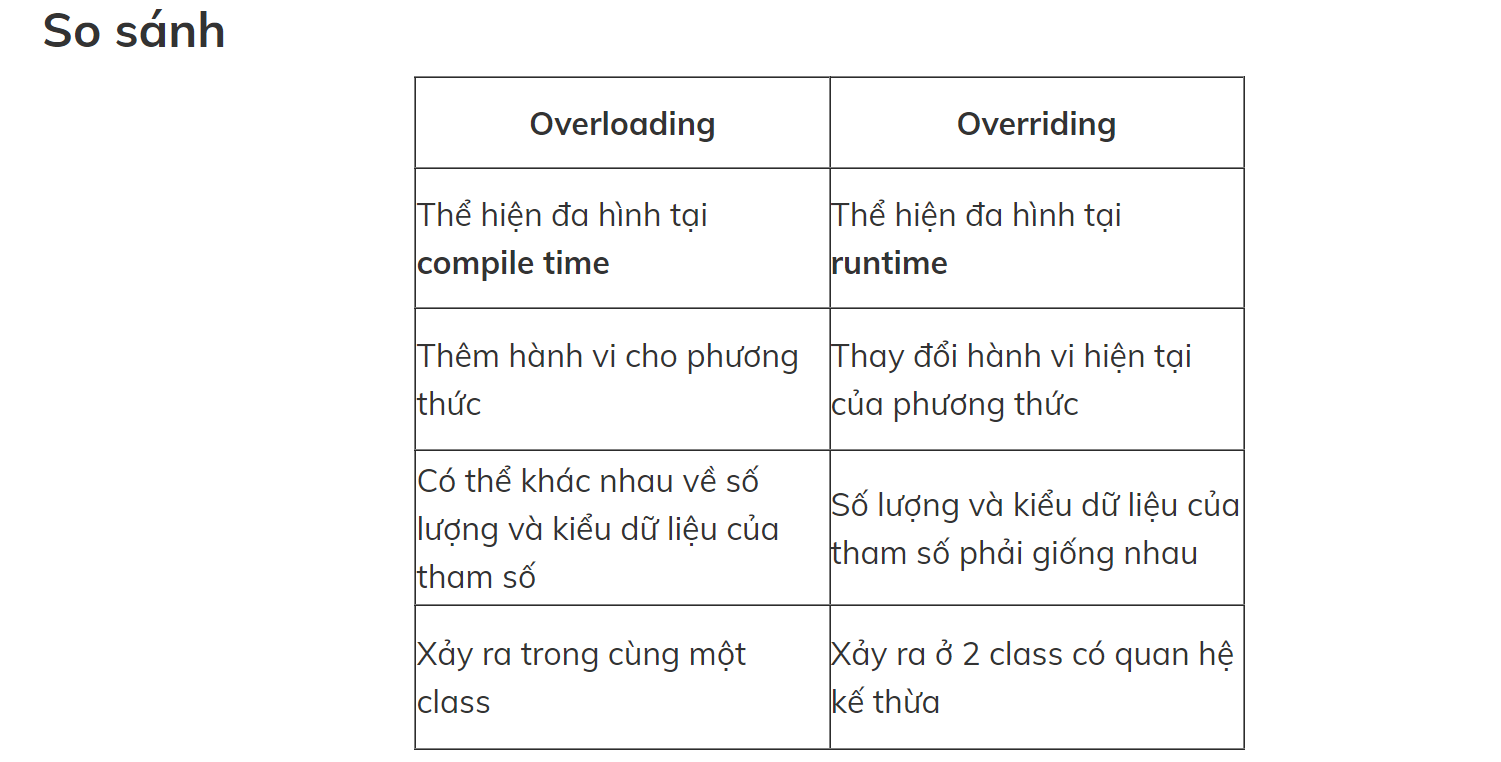 So sánh
Overloading
Overriding
Thể hiện đa hình tại
compile time
Thể hiện đa hình tại
runtime
Thêm hành vi cho phương
thức
Thay đổi hành vi hiện tại
của phương thức
Có thể khác nhau về số
lượng và kiểu dữ liệu của
tham số
Số lượng và kiểu dữ liệu của
tham số phải giống nhau
Xảy ra trong cùng một
class
Xảy ra ở 2 class có quan hệ
kế thừa